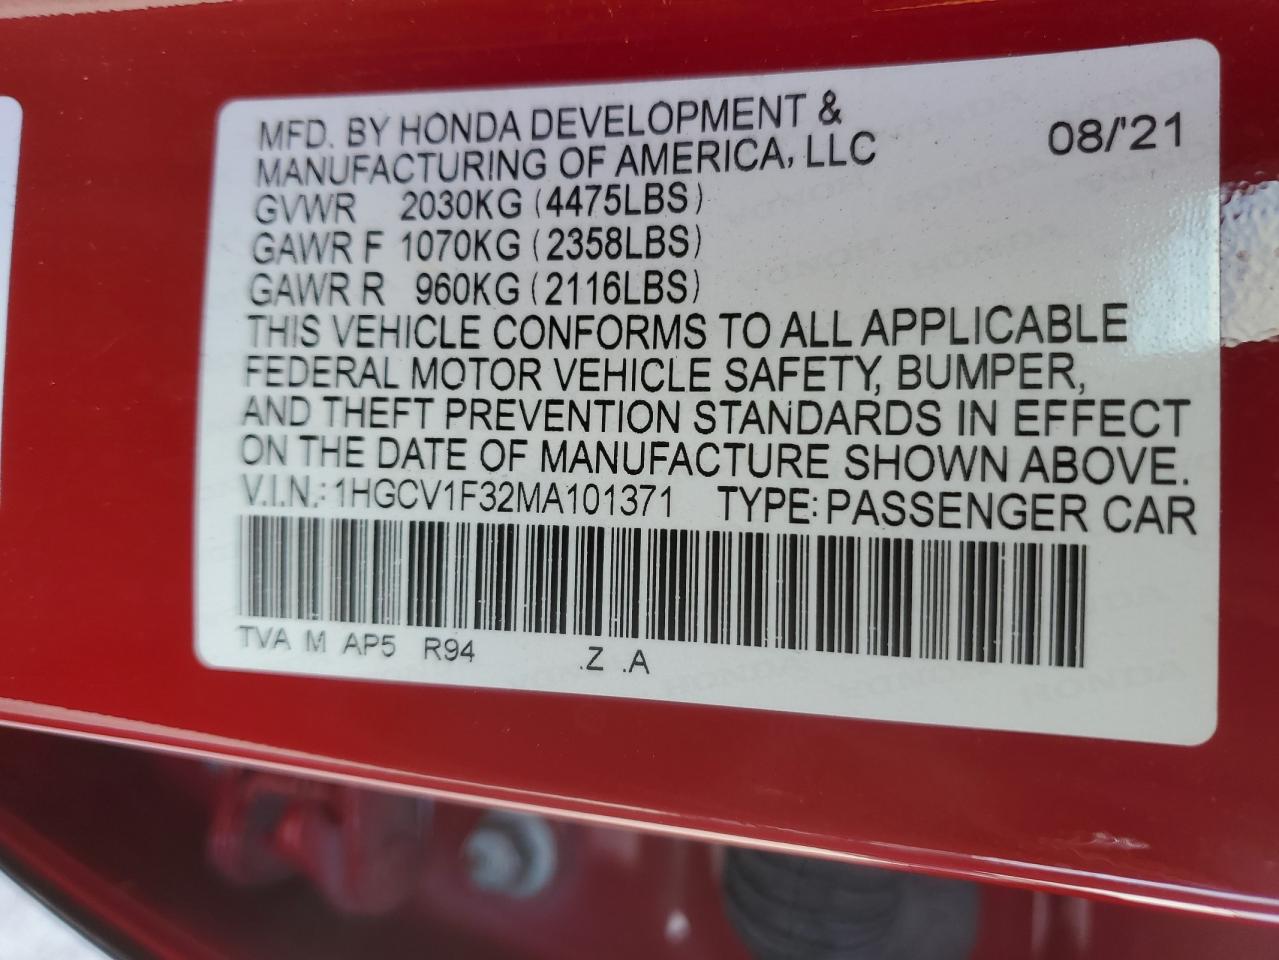 MFD. BY HONDA DEVELOPMENT &
MANUFACTURING OF AMERICA, LLC 08/'21
GVWR 2030KG (4475LBS)
GAWR F 1070KG (2358LBS)
GAWR R 960KG (2116LBS)
THIS VEHICLE CONFORMS TO ALL APPLICABLE
FEDERAL MOTOR VEHICLE SAFETY, BUMPER,
AND THEFT PREVENTION STANDARDS IN EFFECT
ON THE DATE OF MANUFACTURE SHOWN ABOVE.
V.I.N.: 1HGCV1F32MA101371 TYPE: PASSENGER CAR
TVA M AP5 R94 .Z .A